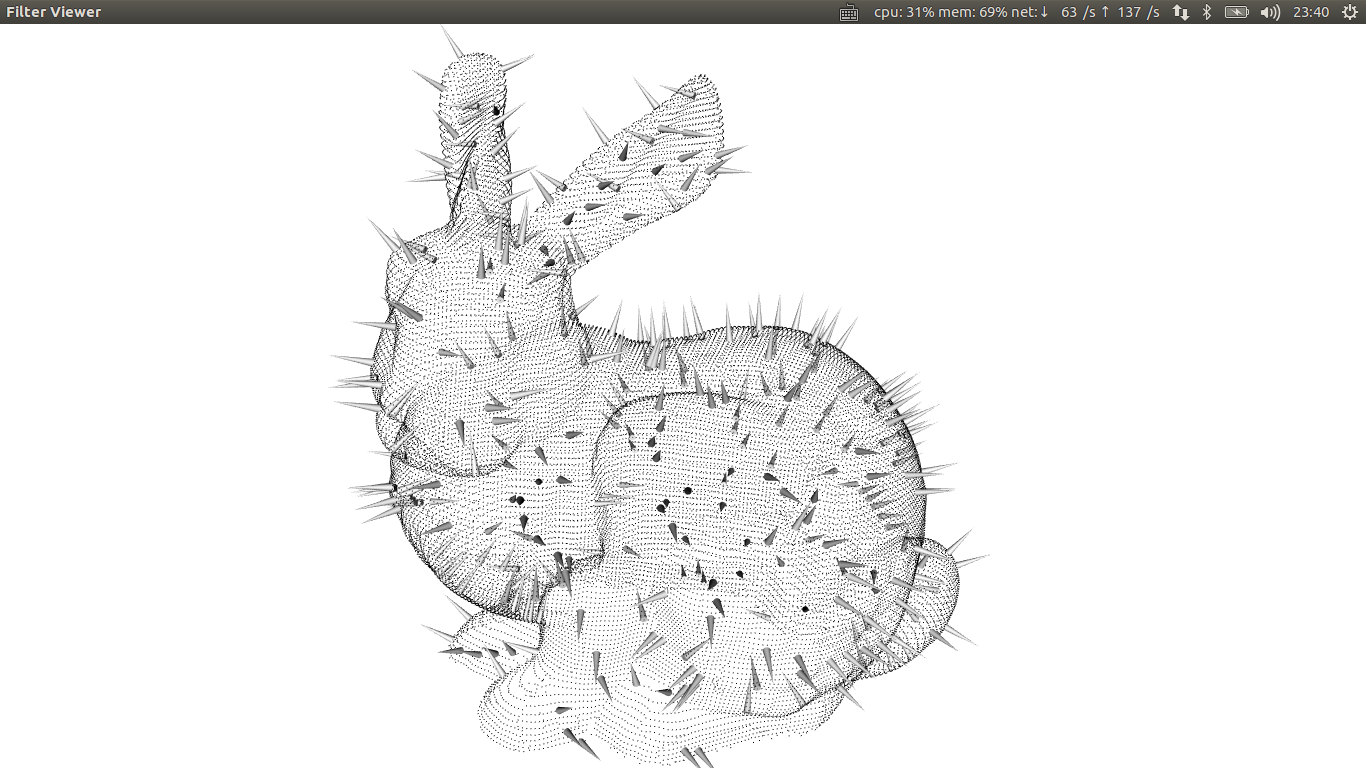 Filter Viewer cpu: 31% mem: 69% net:↓ 63 /s ↑ 137 /s 23:40